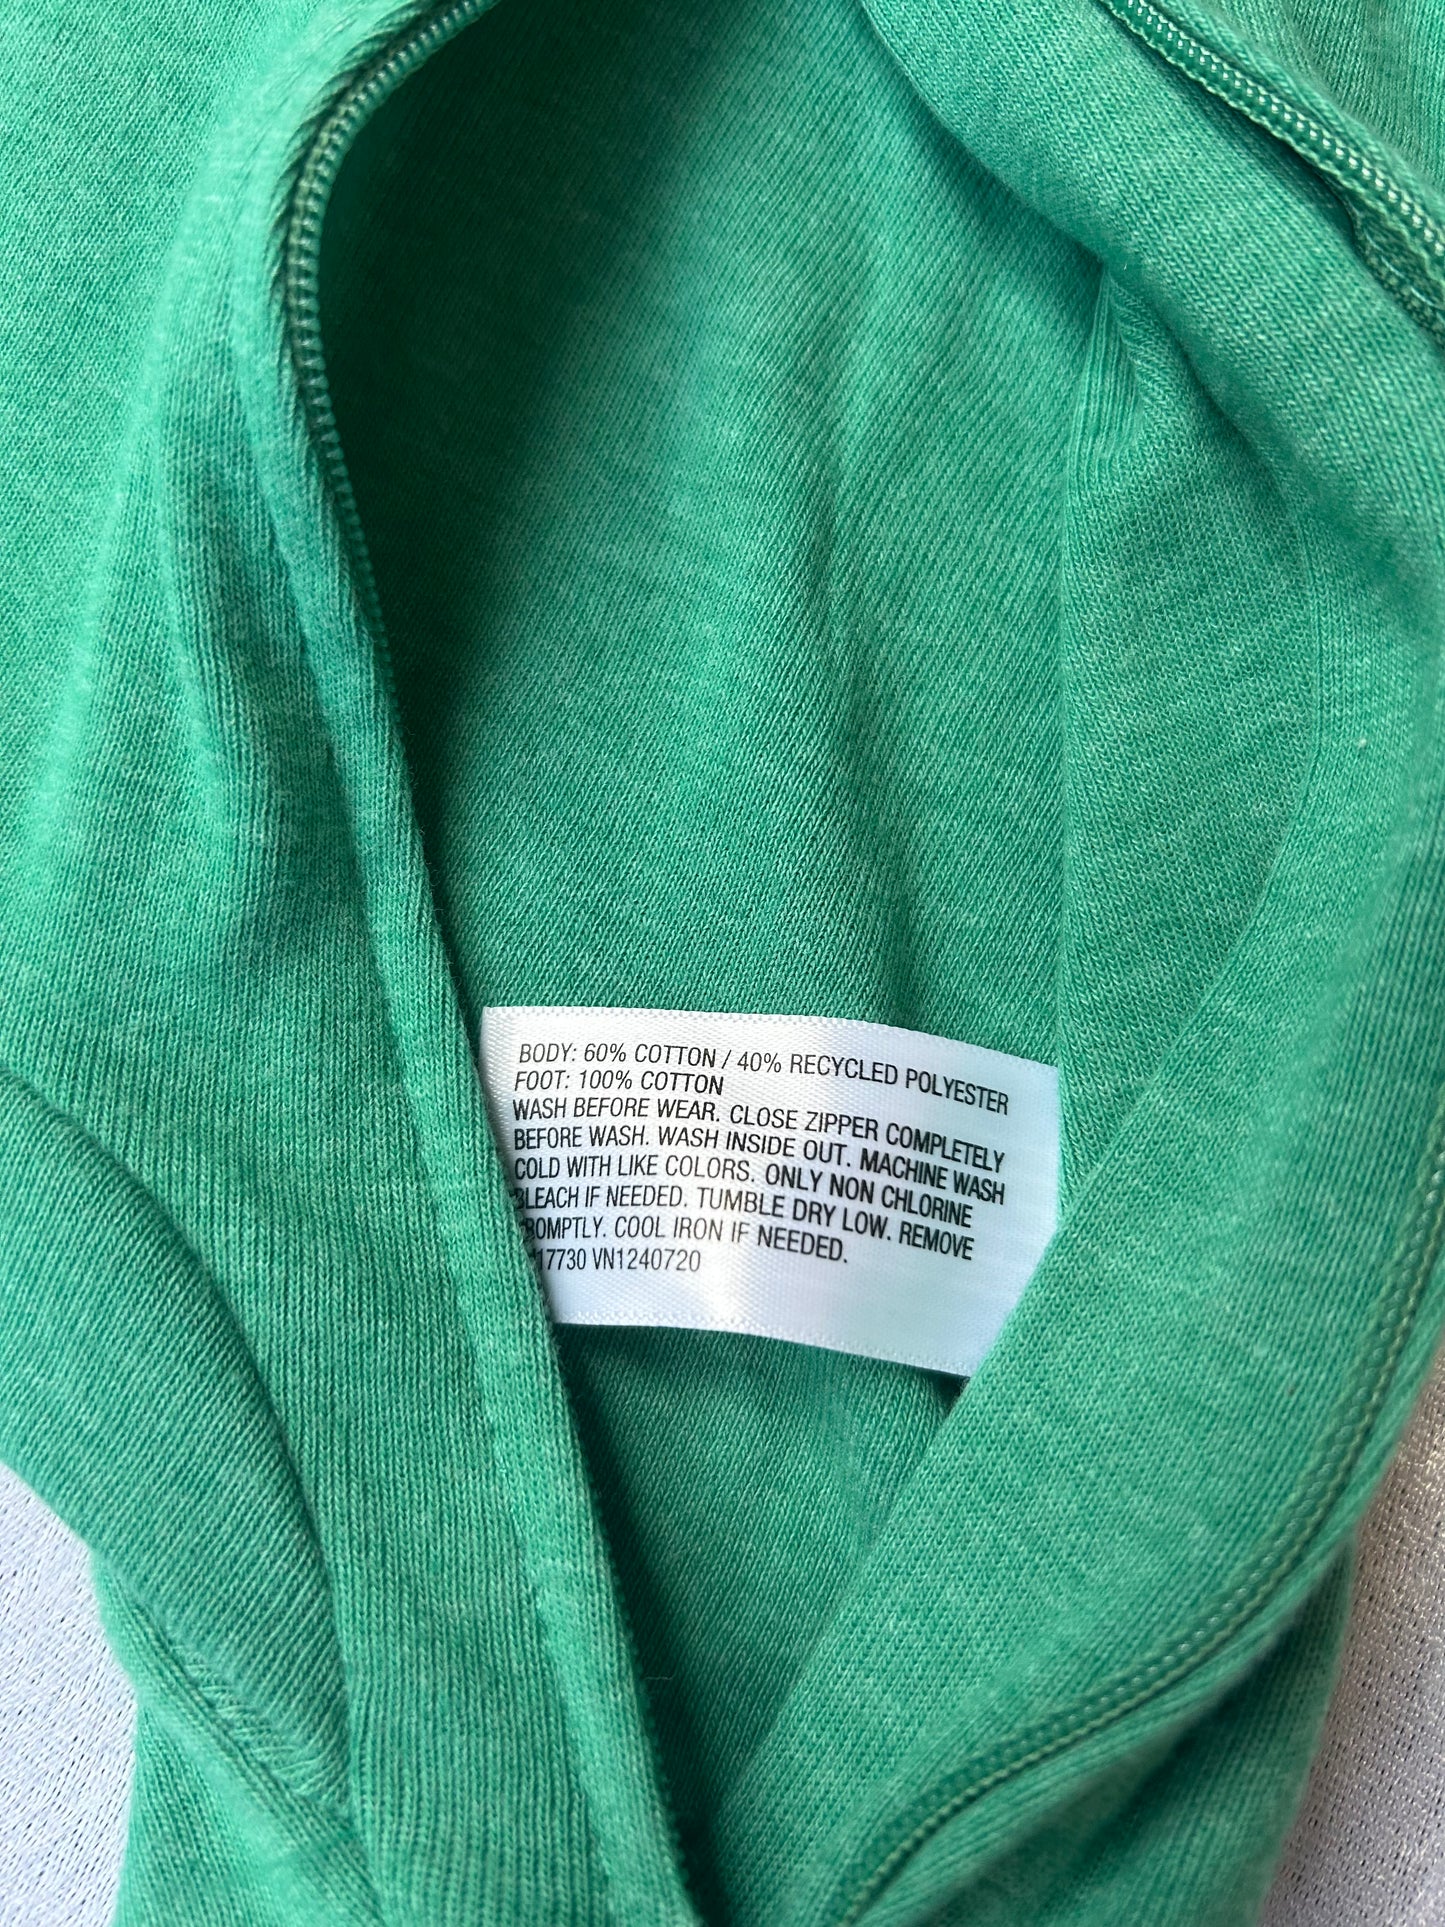 BODY: 60% COTTON / 40% RECYCLED POLYESTER
FOOT: 100% COTTON
WASH BEFORE WEAR. CLOSE ZIPPER COMPLETELY
BEFORE WASH. WASH INSIDE OUT. MACHINE WASH
COLD WITH LIKE COLORS. ONLY NON CHLORINE
BLEACH IF NEEDED. TUMBLE DRY LOW. REMOVE
ROMPTLY. COOL IRON IF NEEDED.
17730 VN1240720